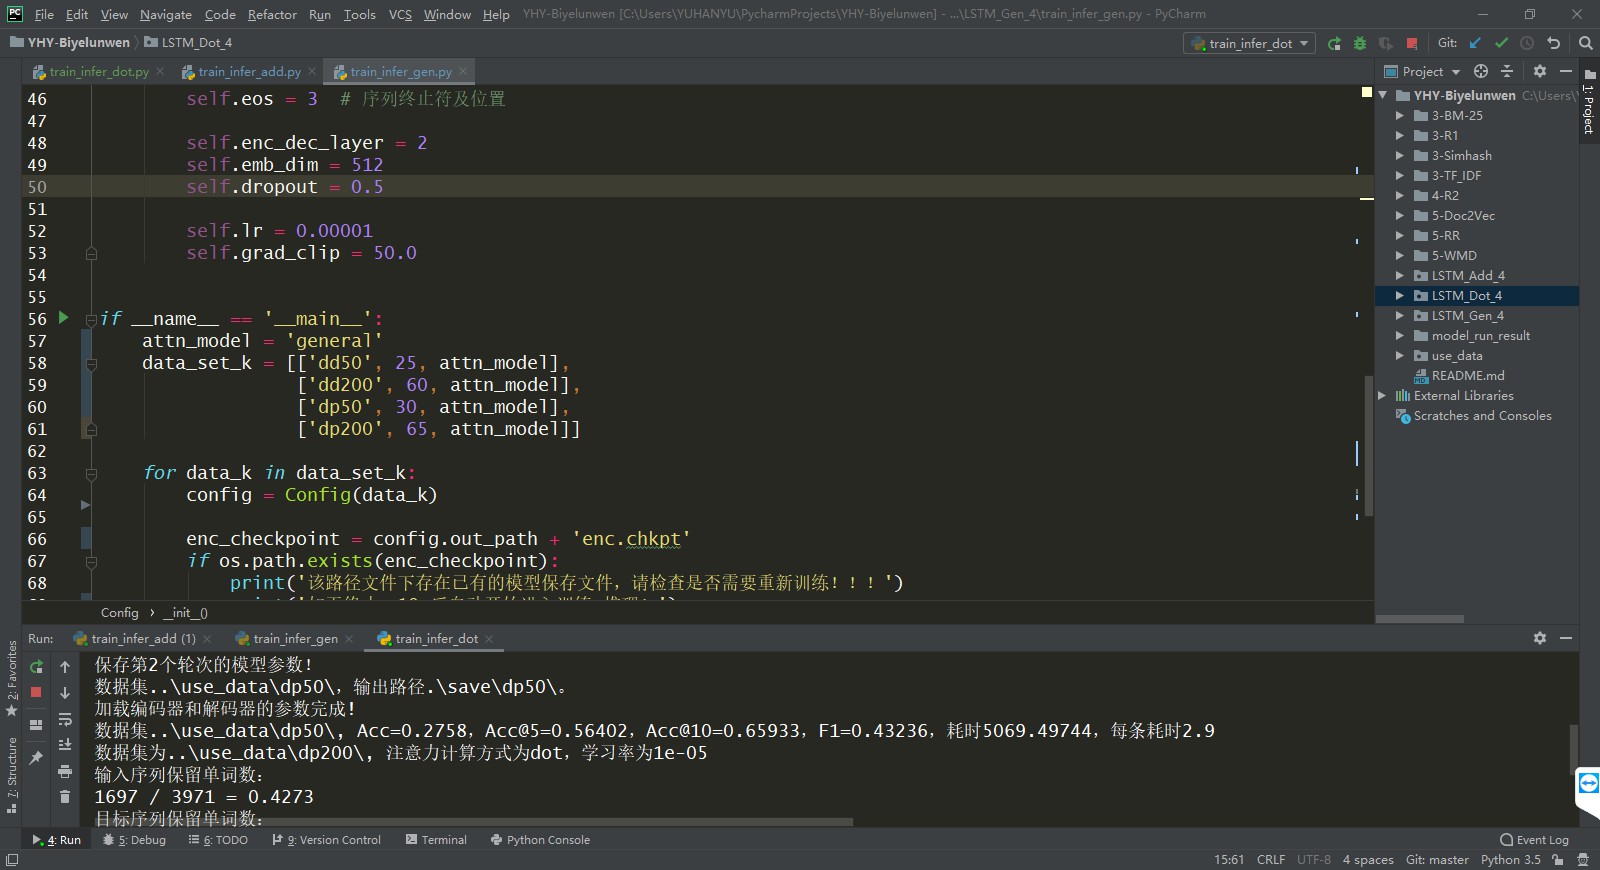 PC File Edit View Navigate Code Refactor Run Tools VCS Window Help YHY-Biyelunwen [C:\Users\YUHANYU\PycharmProjects\YHY-Biyelunwen] - ...\LSTM_Gen_4\train_infer_gen.py - PyCharm
YHY-Biyelunwen LSTM_Dot_4 train_infer_dot Git:
train_infer_dot.py train_infer_add.py train_infer_gen.py
46 self.eos = 3 # 序列终止符及位置
47
48 self.enc_dec_layer = 2
49 self.emb_dim = 512
50 self.dropout = 0.5
51
52 self.lr = 0.00001
53 self.grad_clip = 50.0
54
55
56 if __name__ == '__main__':
57 attn_model = 'general'
58 data_set_k = [['dd50', 25, attn_model],
59 ['dd200', 60, attn_model],
60 ['dp50', 30, attn_model],
61 ['dp200', 65, attn_model]]
62
63 for data_k in data_set_k:
64 config = Config(data_k)
65
66 enc_checkpoint = config.out_path + 'enc.chkpt'
67 if os.path.exists(enc_checkpoint):
68 print('该路径文件下存在已有的模型保存文件，请检查是否需要重新训练！！！')
Config __init__()
Project
YHY-Biyelunwen C:\Users\
3-BM-25
3-R1
3-Simhash
3-TF_IDF
4-R2
5-Doc2Vec
5-RR
5-WMD
LSTM_Add_4
LSTM_Dot_4
LSTM_Gen_4
model_run_result
use_data
MD README.md
External Libraries
Scratches and Consoles
1: Project
Run: train_infer_add (1) train_infer_gen train_infer_dot
保存第2个轮次的模型参数！
数据集..\use_data\dp50\，输出路径.\save\dp50\。
加载编码器和解码器的参数完成！
数据集..\use_data\dp50\, Acc=0.2758，Acc@5=0.56402，Acc@10=0.65933，F1=0.43236，耗时5069.49744，每条耗时2.9
数据集为..\use_data\dp200\, 注意力计算方式为dot，学习率为1e-05
输入序列保留单词数：
1697 / 3971 = 0.4273
目标序列保留单词数：
2: Favorites
7: Structure
4: Run 5: Debug 6: TODO 9: Version Control Terminal Python Console Event Log
15:61 CRLF UTF-8 4 spaces Git: master Python 3.5